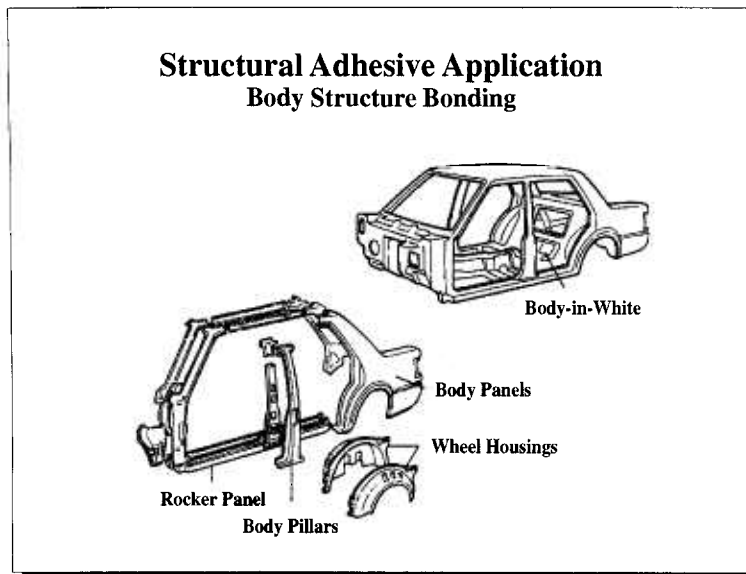 Structural Adhesive Application
Body Structure Bonding
Body-in-White
Body Panels
Wheel Housings
Rocker Panel
Body Pillars